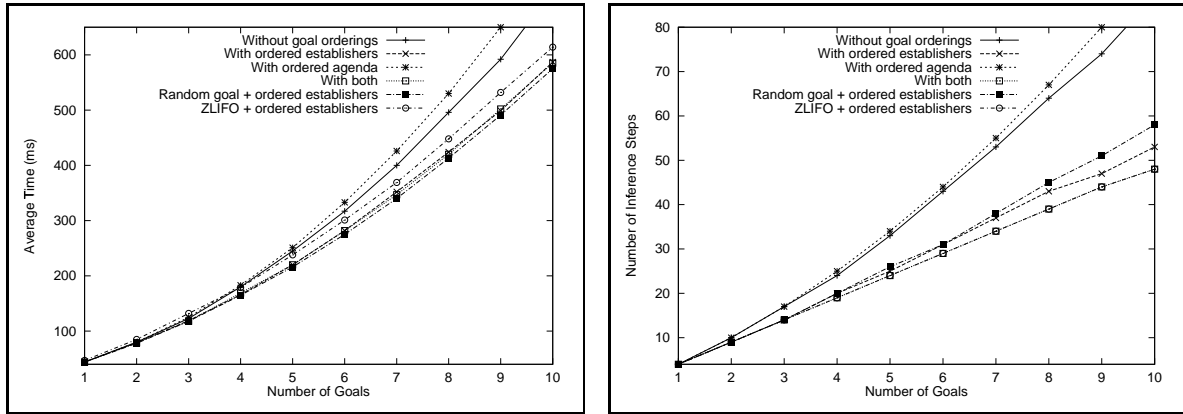 Average Time (ms)
600
500
400
300
200
100
1 2 3 4 5 6 7 8 9 10
Number of Goals
Without goal orderings
With ordered establishers
With ordered agenda
With both
Random goal + ordered establishers
ZLIFO + ordered establishers
Number of Inference Steps
80
70
60
50
40
30
20
10
1 2 3 4 5 6 7 8 9 10
Number of Goals
Without goal orderings
With ordered establishers
With ordered agenda
With both
Random goal + ordered establishers
ZLIFO + ordered establishers